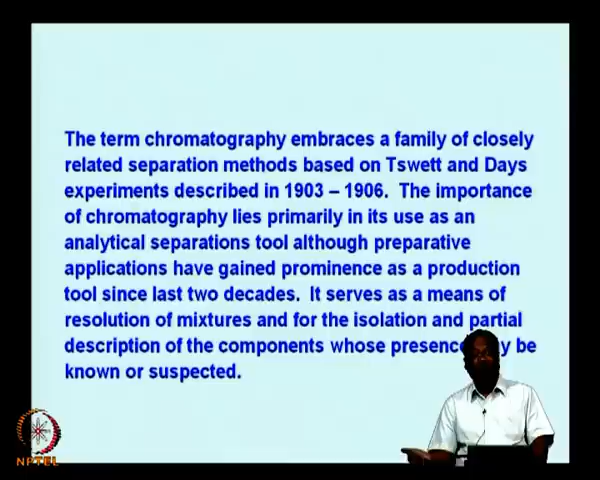 The term chromatography embraces a family of closely
related separation methods based on Tswett and Days
experiments described in 1903 – 1906. The importance
of chromatography lies primarily in its use as an
analytical separations tool although preparative
applications have gained prominence as a production
tool since last two decades. It serves as a means of
resolution of mixtures and for the isolation and partial
description of the components whose presence be
known or suspected.
NPTEL